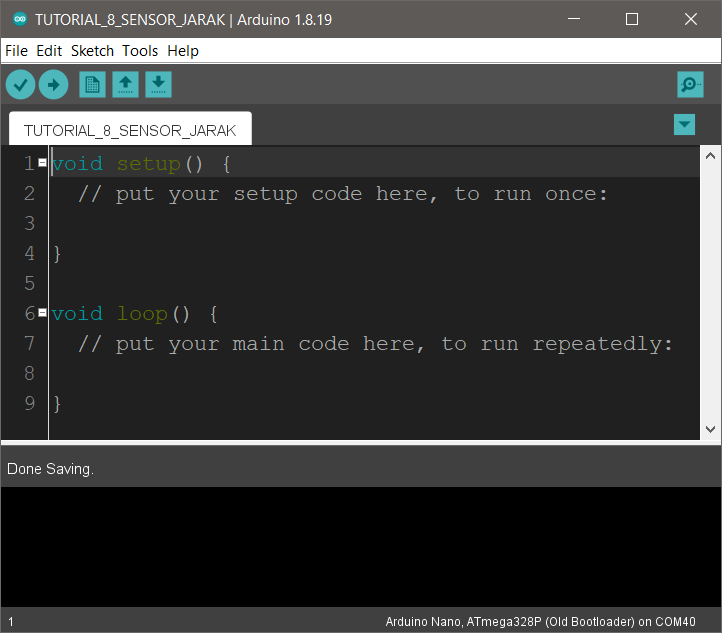 TUTORIAL_8_SENSOR_JARAK | Arduino 1.8.19
File Edit Sketch Tools Help
TUTORIAL_8_SENSOR_JARAK
1 void setup() {
2 // put your setup code here, to run once:
3
4 }
5
6 void loop() {
7 // put your main code here, to run repeatedly:
8
9 }
Done Saving.
1 Arduino Nano, ATmega328P (Old Bootloader) on COM40